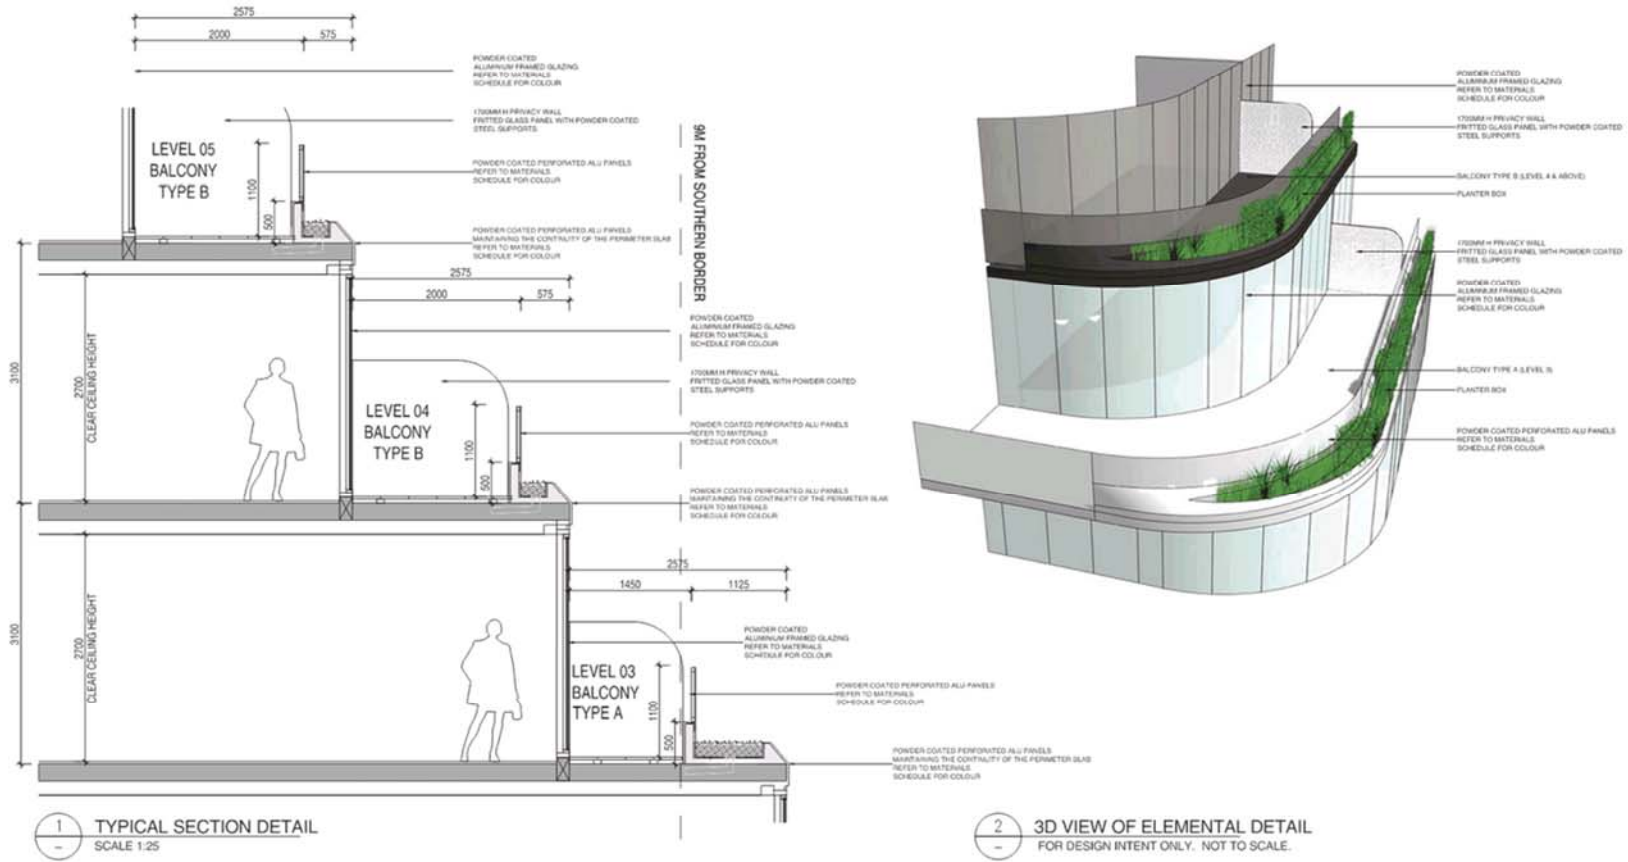 2575
2000
575
POWDER COATED
ALUMINIUM FRAMED GLAZING.
REFER TO MATERIALS
SCHEDULE FOR COLOUR
1700MM H PRIVACY WALL
FRITTED GLASS PANEL WITH POWDER COATED
STEEL SUPPORTS.
LEVEL 05
BALCONY
TYPE B
1100
500
POWDER COATED PERFORATED ALU PANELS
REFER TO MATERIALS
SCHEDULE FOR COLOUR
POWDER COATED PERFORATED ALU PANELS
MAINTAINING THE CONTINUITY OF THE PERIMETER SLAB
REFER TO MATERIALS
SCHEDULE FOR COLOUR
9M FROM SOUTHERN BORDER
2575
2000
575
3100
2700
CLEAR CEILING HEIGHT
POWDER COATED
ALUMINIUM FRAMED GLAZING
REFER TO MATERIALS
SCHEDULE FOR COLOUR
1700MM H PRIVACY WALL
FRITTED GLASS PANEL WITH POWDER COATED
STEEL SUPPORTS
LEVEL 04
BALCONY
TYPE B
1100
500
POWDER COATED PERFORATED ALU PANELS
REFER TO MATERIALS
SCHEDULE FOR COLOUR
POWDER COATED PERFORATED ALU PANELS
MAINTAINING THE CONTINUITY OF THE PERIMETER SLAB
REFER TO MATERIALS
SCHEDULE FOR COLOUR
2575
1450
1125
3100
2700
CLEAR CEILING HEIGHT
POWDER COATED
ALUMINIUM FRAMED GLAZING
REFER TO MATERIALS
SCHEDULE FOR COLOUR
LEVEL 03
BALCONY
TYPE A
1100
500
POWDER COATED PERFORATED ALU PANELS
REFER TO MATERIALS
SCHEDULE FOR COLOUR
POWDER COATED PERFORATED ALU PANELS
MAINTAINING THE CONTINUITY OF THE PERIMETER SLAB
REFER TO MATERIALS
SCHEDULE FOR COLOUR
1
–
TYPICAL SECTION DETAIL
SCALE 1:25
POWDER COATED
ALUMINIUM FRAMED GLAZING
REFER TO MATERIALS
SCHEDULE FOR COLOUR
1700MM H PRIVACY WALL
FRITTED GLASS PANEL WITH POWDER COATED
STEEL SUPPORTS
BALCONY TYPE B (LEVEL 4 & ABOVE)
PLANTER BOX
1700MM H PRIVACY WALL
FRITTED GLASS PANEL WITH POWDER COATED
STEEL SUPPORTS
POWDER COATED
ALUMINIUM FRAMED GLAZING
REFER TO MATERIALS
SCHEDULE FOR COLOUR
BALCONY TYPE A (LEVEL 3)
PLANTER BOX
POWDER COATED PERFORATED ALU PANELS
REFER TO MATERIALS
SCHEDULE FOR COLOUR
2
–
3D VIEW OF ELEMENTAL DETAIL
FOR DESIGN INTENT ONLY. NOT TO SCALE.